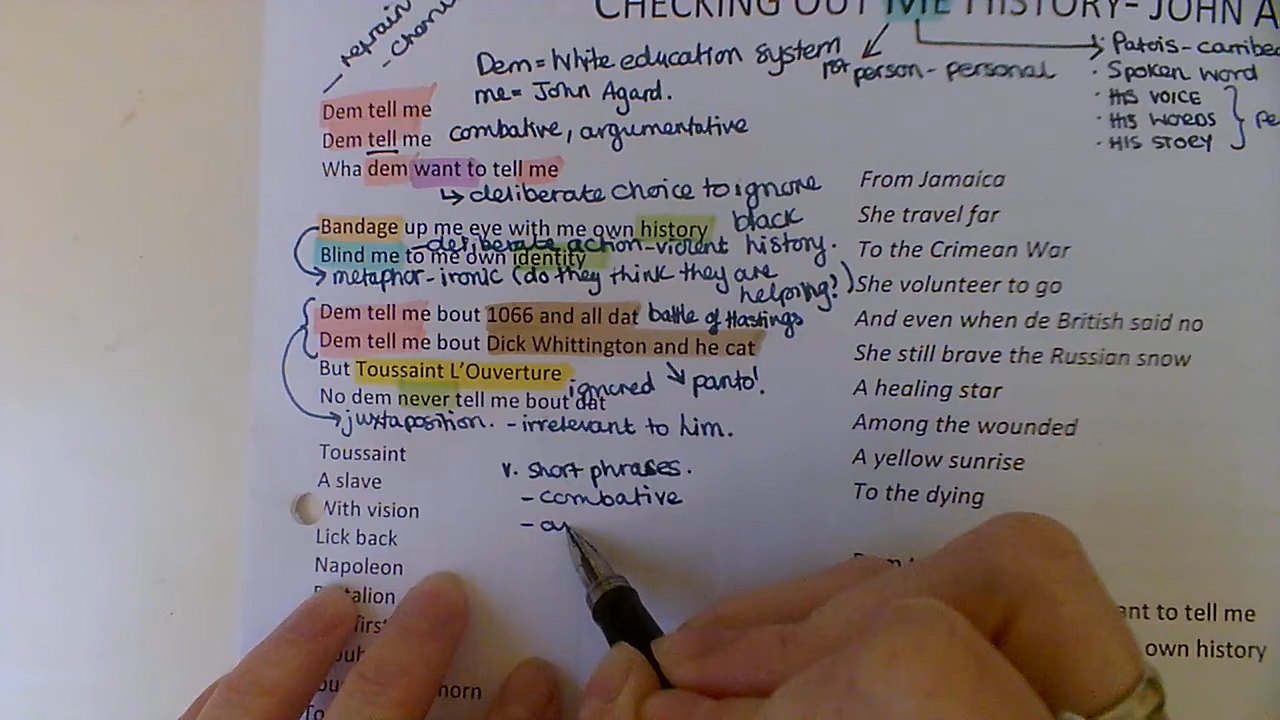 CHECKING OUT ME HISTORY- JOHN A
- refrain
- chant
Dem = White education system
me = John Agard.
1st person - personal
Patois - carribe
· Spoken word
· HIS VOICE
· HIS WORDS
· HIS STORY
Dem tell me
Dem tell me combative, argumentative
Wha dem want to tell me
↳ deliberate choice to ignore
black
history.
Bandage up me eye with me own history
- deliberate action - violent
Blind me to me own identity
metaphor - ironic (do they think they are
helping?)
Dem tell me bout 1066 and all dat battle of Hastings
Dem tell me bout Dick Whittington and he cat
panto!
But Toussaint L'Ouverture
ignored
No dem never tell me bout dat
juxtaposition. - irrelevant to him.
Toussaint
A slave
With vision
Lick back
Napoleon
v. short phrases.
- combative
From Jamaica
She travel far
To the Crimean War
She volunteer to go
And even when de British said no
She still brave the Russian snow
A healing star
Among the wounded
A yellow sunrise
To the dying
ant to tell me
own history